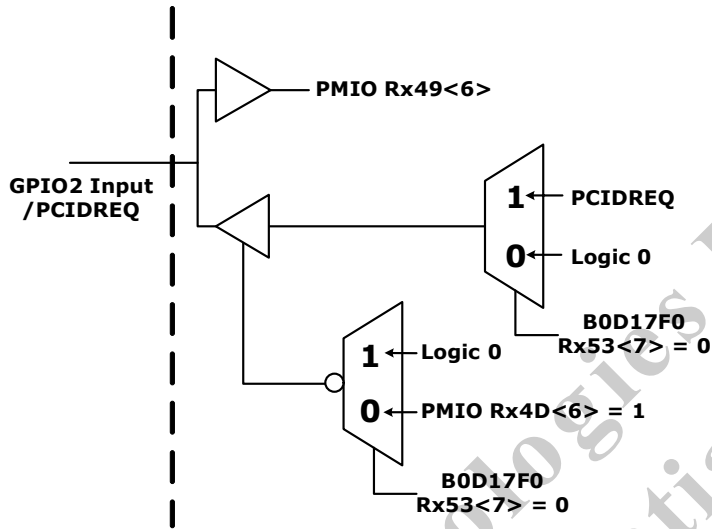 PMIO Rx49<6>
GPIO2 Input
/PCIDREQ
1
PCIDREQ
0
Logic 0
B0D17F0
Rx53<7> = 0
1
Logic 0
0
PMIO Rx4D<6> = 1
B0D17F0
Rx53<7> = 0